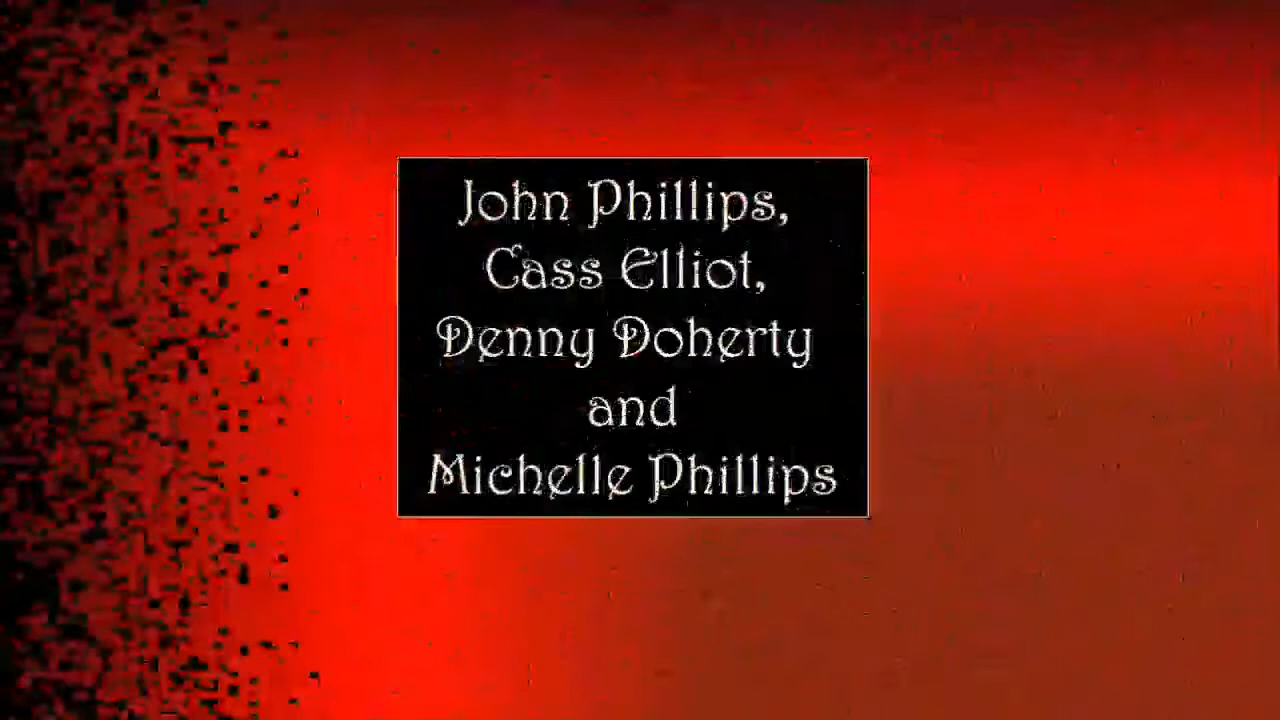 John Phillips,
Cass Elliot,
Denny Doherty
and
Michelle Phillips